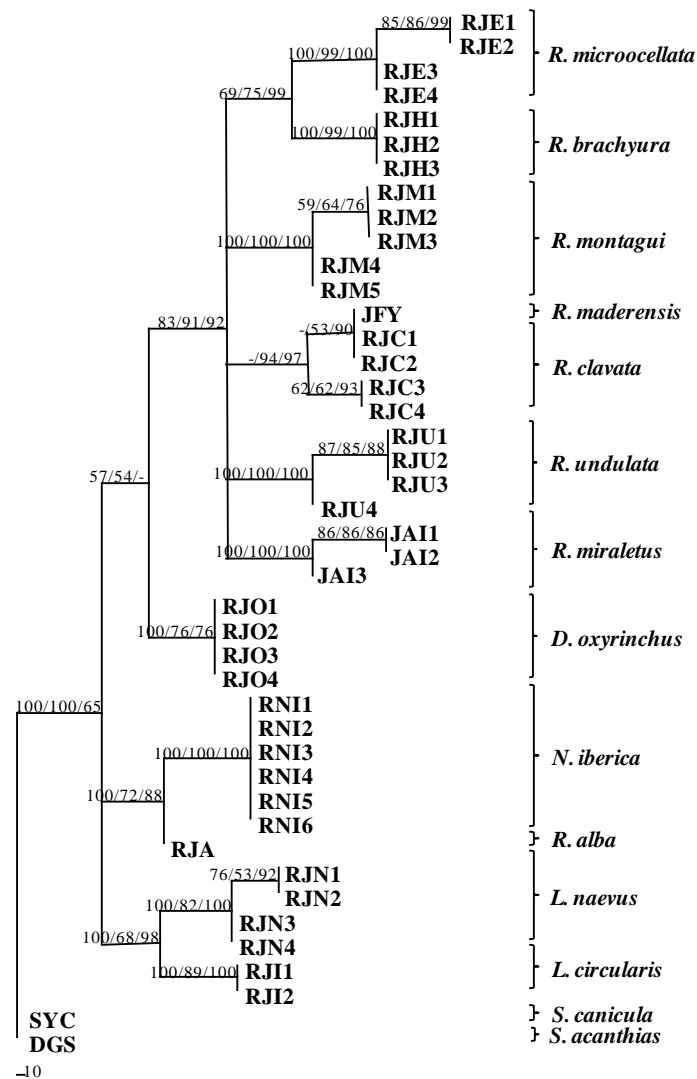 85/86/99 RJE1
RJE2
R. microocellata
100/99/100
RJE3
69/75/99 RJE4
RJH1
100/99/100 RJH2
R. brachyura
RJH3
RJM1
59/64/76 RJM2
R. montagui
100/100/100 RJM3
RJM4
RJM5
JFY
R. maderensis
83/91/92
-/53/90 RJC1
-/94/97 RJC2
R. clavata
62/62/93 RJC3
RJC4
RJU1
87/85/88 RJU2
R. undulata
57/54/- 100/100/100 RJU3
RJU4
86/86/86 JAI1
JAI2
R. miraletus
100/100/100
JAI3
RJO1
100/76/76 RJO2
D. oxyrinchus
RJO3
RJO4
100/100/65
RNI1
RNI2
100/100/100 RNI3
N. iberica
RNI4
100/72/88 RNI5
RNI6
RJA
R. alba
76/53/92 RJN1
RJN2
L. naevus
100/82/100
RJN3
100/68/98 RJN4
100/89/100 RJI1
L. circularis
RJI2
SYC
S. canicula
DGS
S. acanthias
10